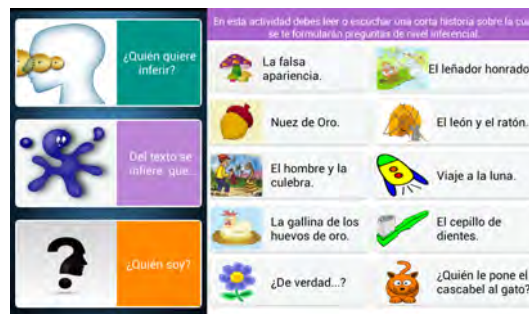 ¿Quién quiere
inferir?
Del texto se
infiere que...
¿Quién soy?
En esta actividad debes leer o escuchar una corta historia sobre la cual
se te formularán preguntas de nivel inferencial.
La falsa
apariencia.
El leñador honrado
Nuez de Oro.
El león y el ratón.
El hombre y la
culebra.
Viaje a la luna.
La gallina de los
huevos de oro.
El cepillo de
dientes.
¿De verdad...?
¿Quién le pone el
cascabel al gato?